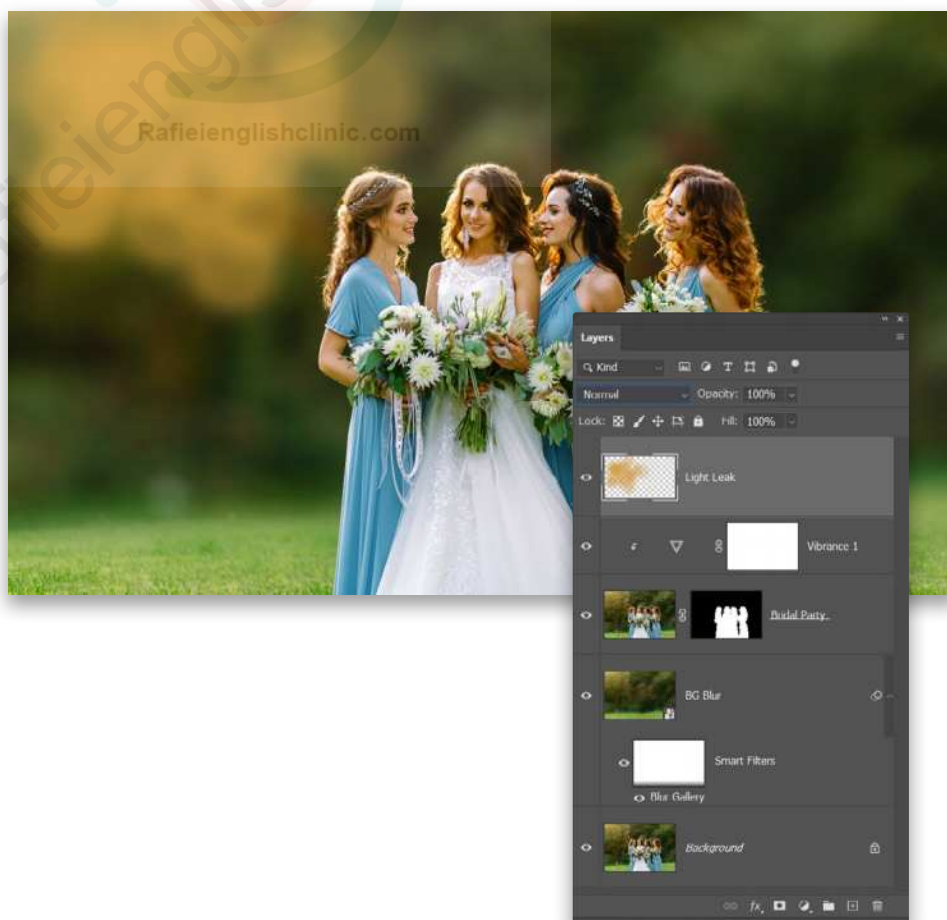 Rafieienglishclinic.com
Layers
Kind
Normal
Opacity: 100%
Lock:
Fill: 100%
Light Leak
Vibrance 1
Bridal Party
BG Blur
Smart Filters
Blur Gallery
Background
fx